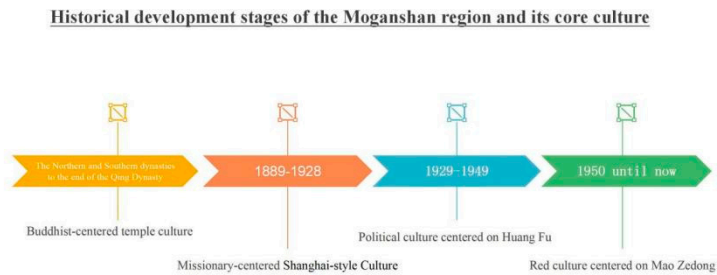 Historical development stages of the Moganshan region and its core culture
The Northern and Southern dynasties
to the end of the Qing Dynasty
1889-1928
1929-1949
1950 until now
Buddhist-centered temple culture
Missionary-centered Shanghai-style Culture
Political culture centered on Huang Fu
Red culture centered on Mao Zedong